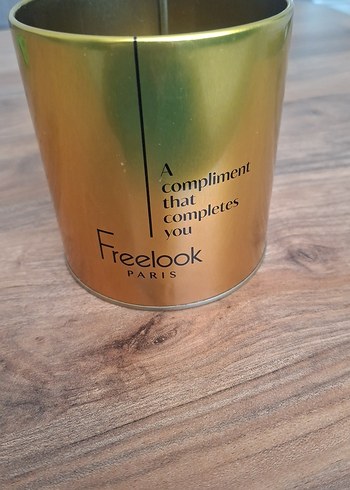 A
compliment
that
completes
you
Freelook
PARIS